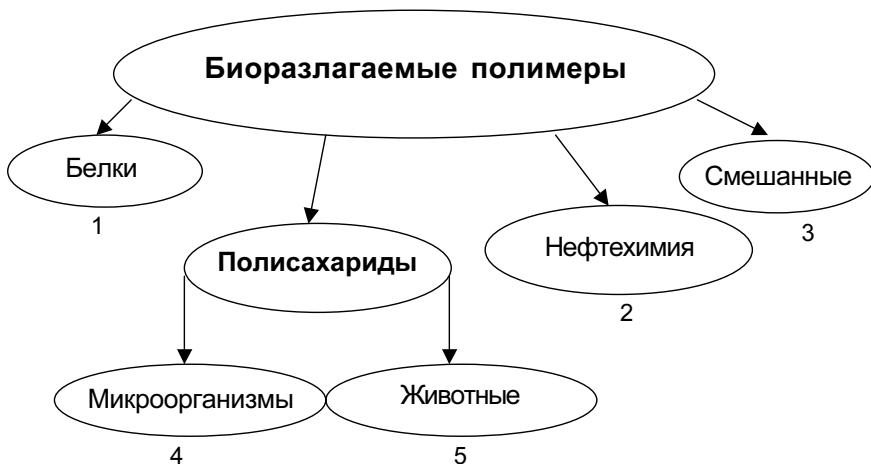 Биоразлагаемые полимеры
Белки
1
Смешанные
3
Нефтехимия
2
Полисахариды
Микроорганизмы
4
Животные
5